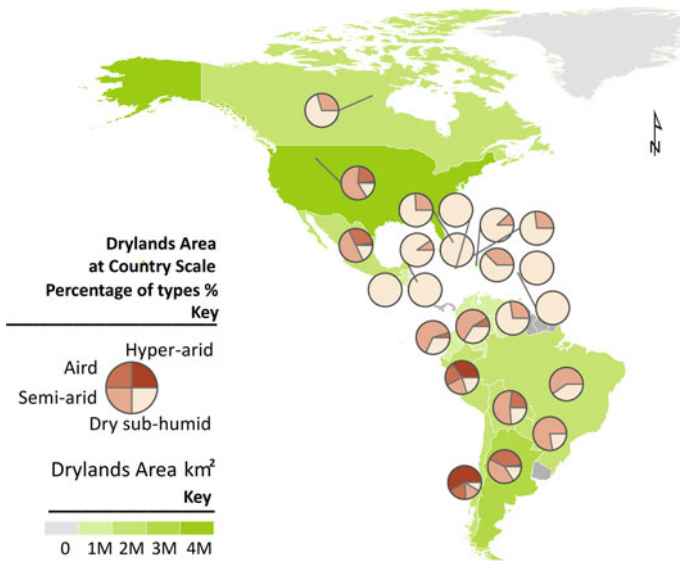 N
Drylands Area
at Country Scale
Percentage of types %
Key
Hyper-arid
Aird
Semi-arid
Dry sub-humid
Drylands Area km²
Key
0 1M 2M 3M 4M